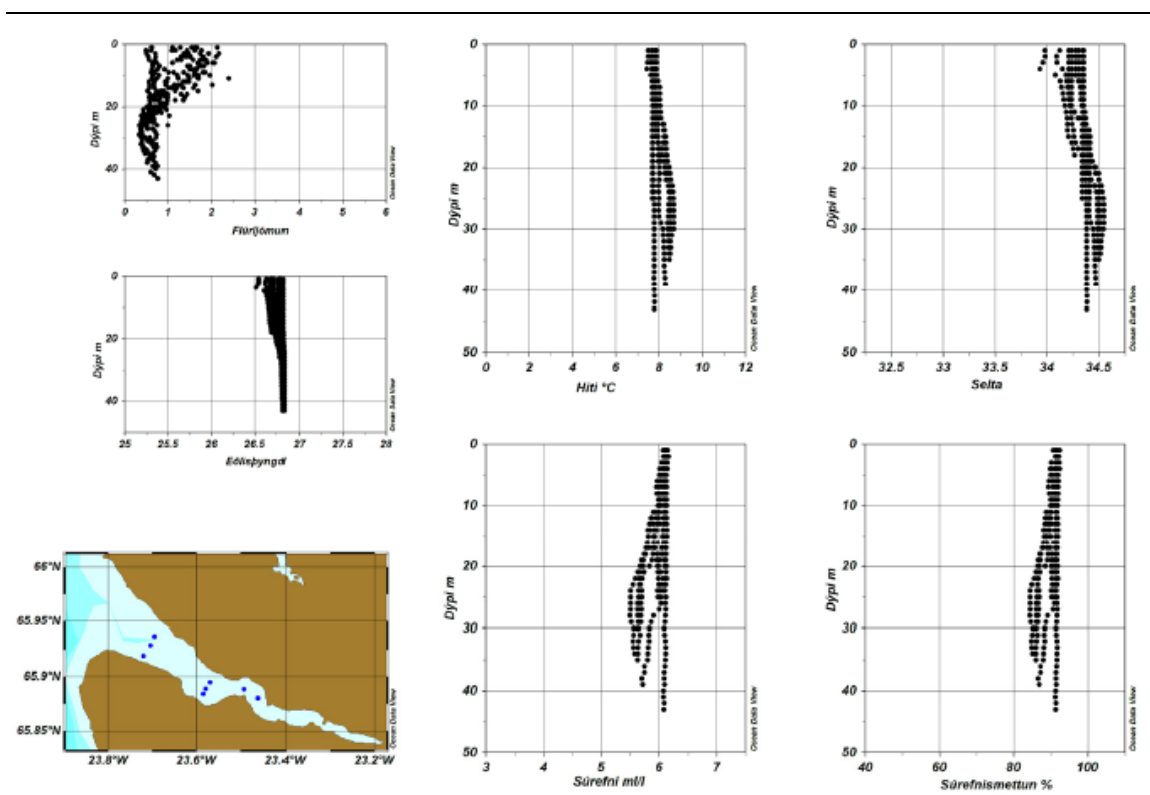 0
20
40
Dýpi m
0 1 2 3 4 5 6
Flúrljómun
Ocean Data View
0
20
40
Dýpi m
25 25.5 26 26.5 27 27.5 28
Eðlisþyngd
Ocean Data View
66°N
65.95°N
65.9°N
65.85°N
23.8°W 23.6°W 23.4°W 23.2°W
Ocean Data View
0
10
20
30
40
50
Dýpi m
0 2 4 6 8 10 12
Hiti °C
Ocean Data View
0
10
20
30
40
50
Dýpi m
32.5 33 33.5 34 34.5
Selta
Ocean Data View
0
10
20
30
40
50
Dýpi m
3 4 5 6 7
Súrefni ml/l
Ocean Data View
0
10
20
30
40
50
Dýpi m
40 60 80 100
Súrefnismettun %
Ocean Data View